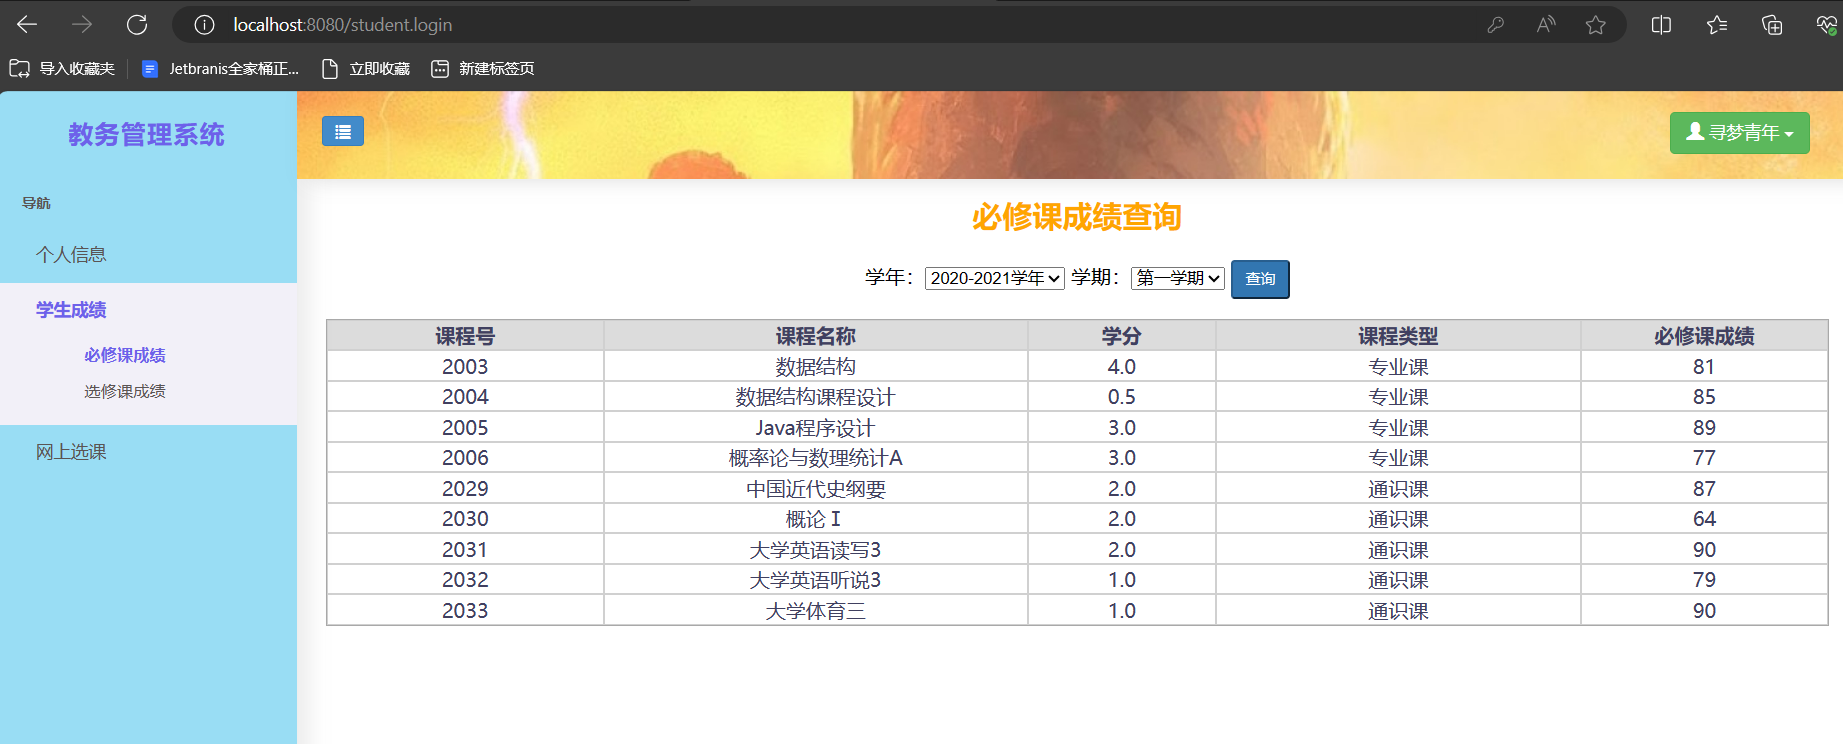 localhost:8080/student.login
导入收藏夹 Jetbranis全家桶正... 立即收藏 新建标签页
教务管理系统
寻梦青年
导航
个人信息
学生成绩
必修课成绩
选修课成绩
网上选课
必修课成绩查询
学年： 2020-2021学年 学期： 第一学期 查询
课程号 课程名称 学分 课程类型 必修课成绩
2003 数据结构 4.0 专业课 81
2004 数据结构课程设计 0.5 专业课 85
2005 Java程序设计 3.0 专业课 89
2006 概率论与数理统计A 3.0 专业课 77
2029 中国近代史纲要 2.0 通识课 87
2030 概论 I 2.0 通识课 64
2031 大学英语读写3 2.0 通识课 90
2032 大学英语听说3 1.0 通识课 79
2033 大学体育三 1.0 通识课 90